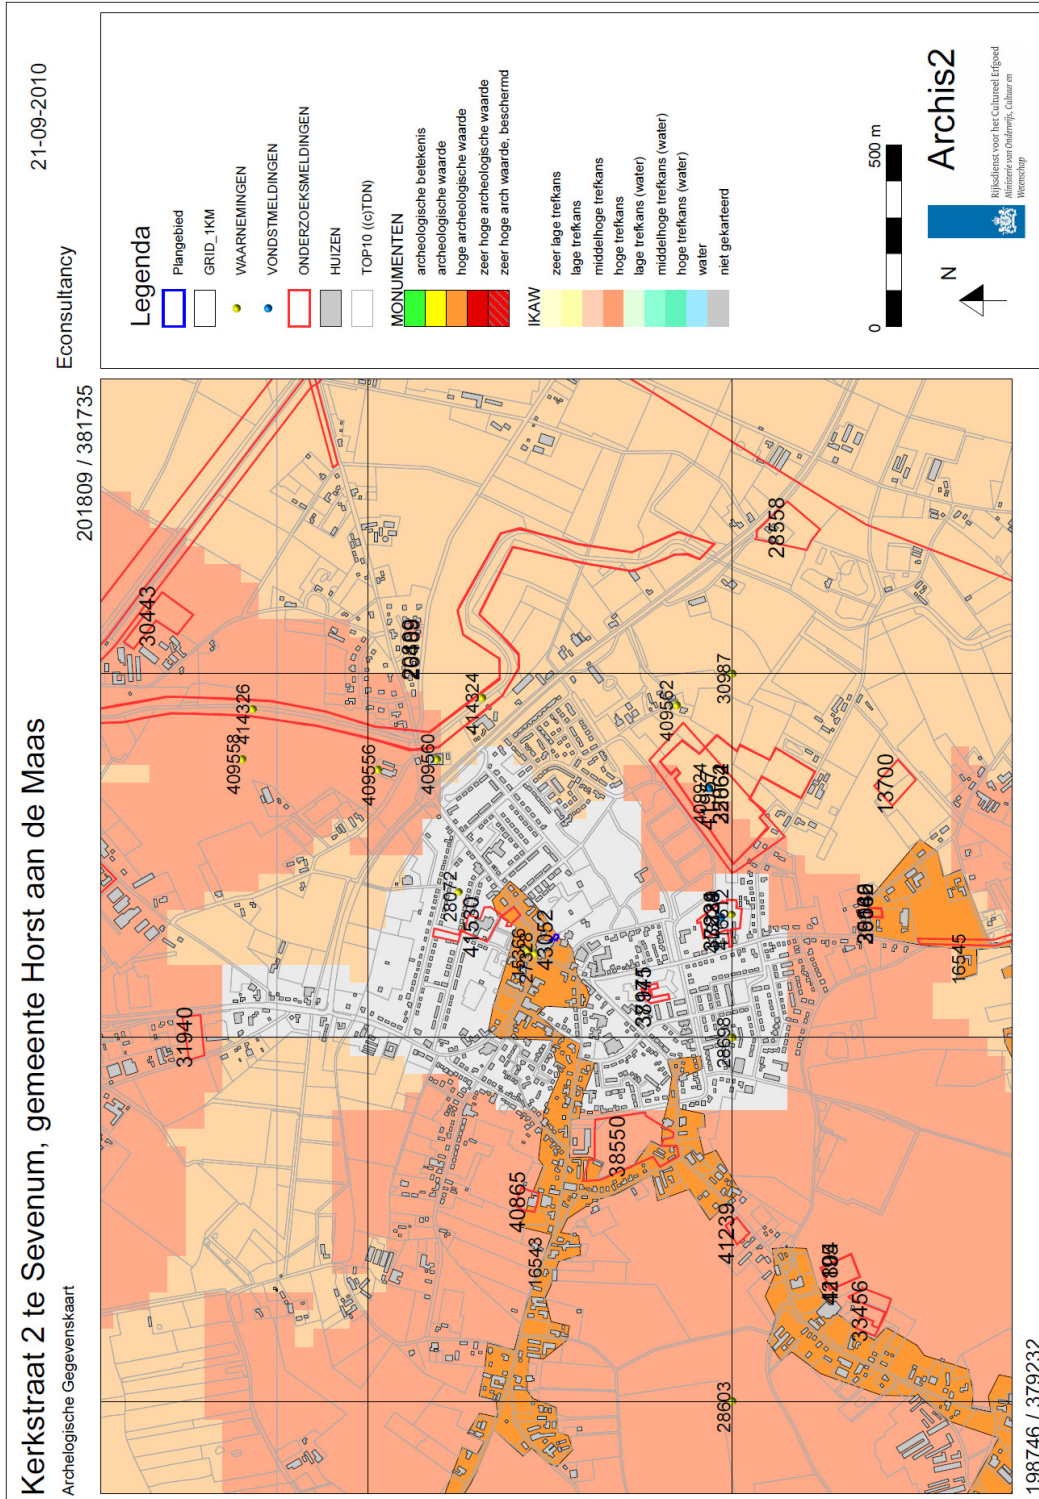 Kerkstraat 2 te Sevenum, gemeente Horst aan de Maas
Archelogische Gegevenskaart
21-09-2010
Econsultancy
201809 / 381735
198746 / 379232
Legenda
Plangebied
GRID_1KM
WAARNEMINGEN
VONDSTMELDINGEN
ONDERZOEKSMELDINGEN
HUIZEN
TOP10 ((c)TDN)
MONUMENTEN
archeologische betekenis
archeologische waarde
hoge archeologische waarde
zeer hoge archeologische waarde
zeer hoge arch waarde, beschermd
IKAW
zeer lage trefkans
lage trefkans
middelhoge trefkans
hoge trefkans
lage trefkans (water)
middelhoge trefkans (water)
hoge trefkans (water)
water
niet gekarteerd
0
500 m
N
Archis2
Rijksdienst voor het Cultureel Erfgoed
Ministerie van Onderwijs, Cultuur en
Wetenschap
30443
414326
409558
409556
409560
414324
28558
409562
30987
409924
13700
31940
28072
41530
43052
28698
16545
38550
40865
16543
41239
33456
28603